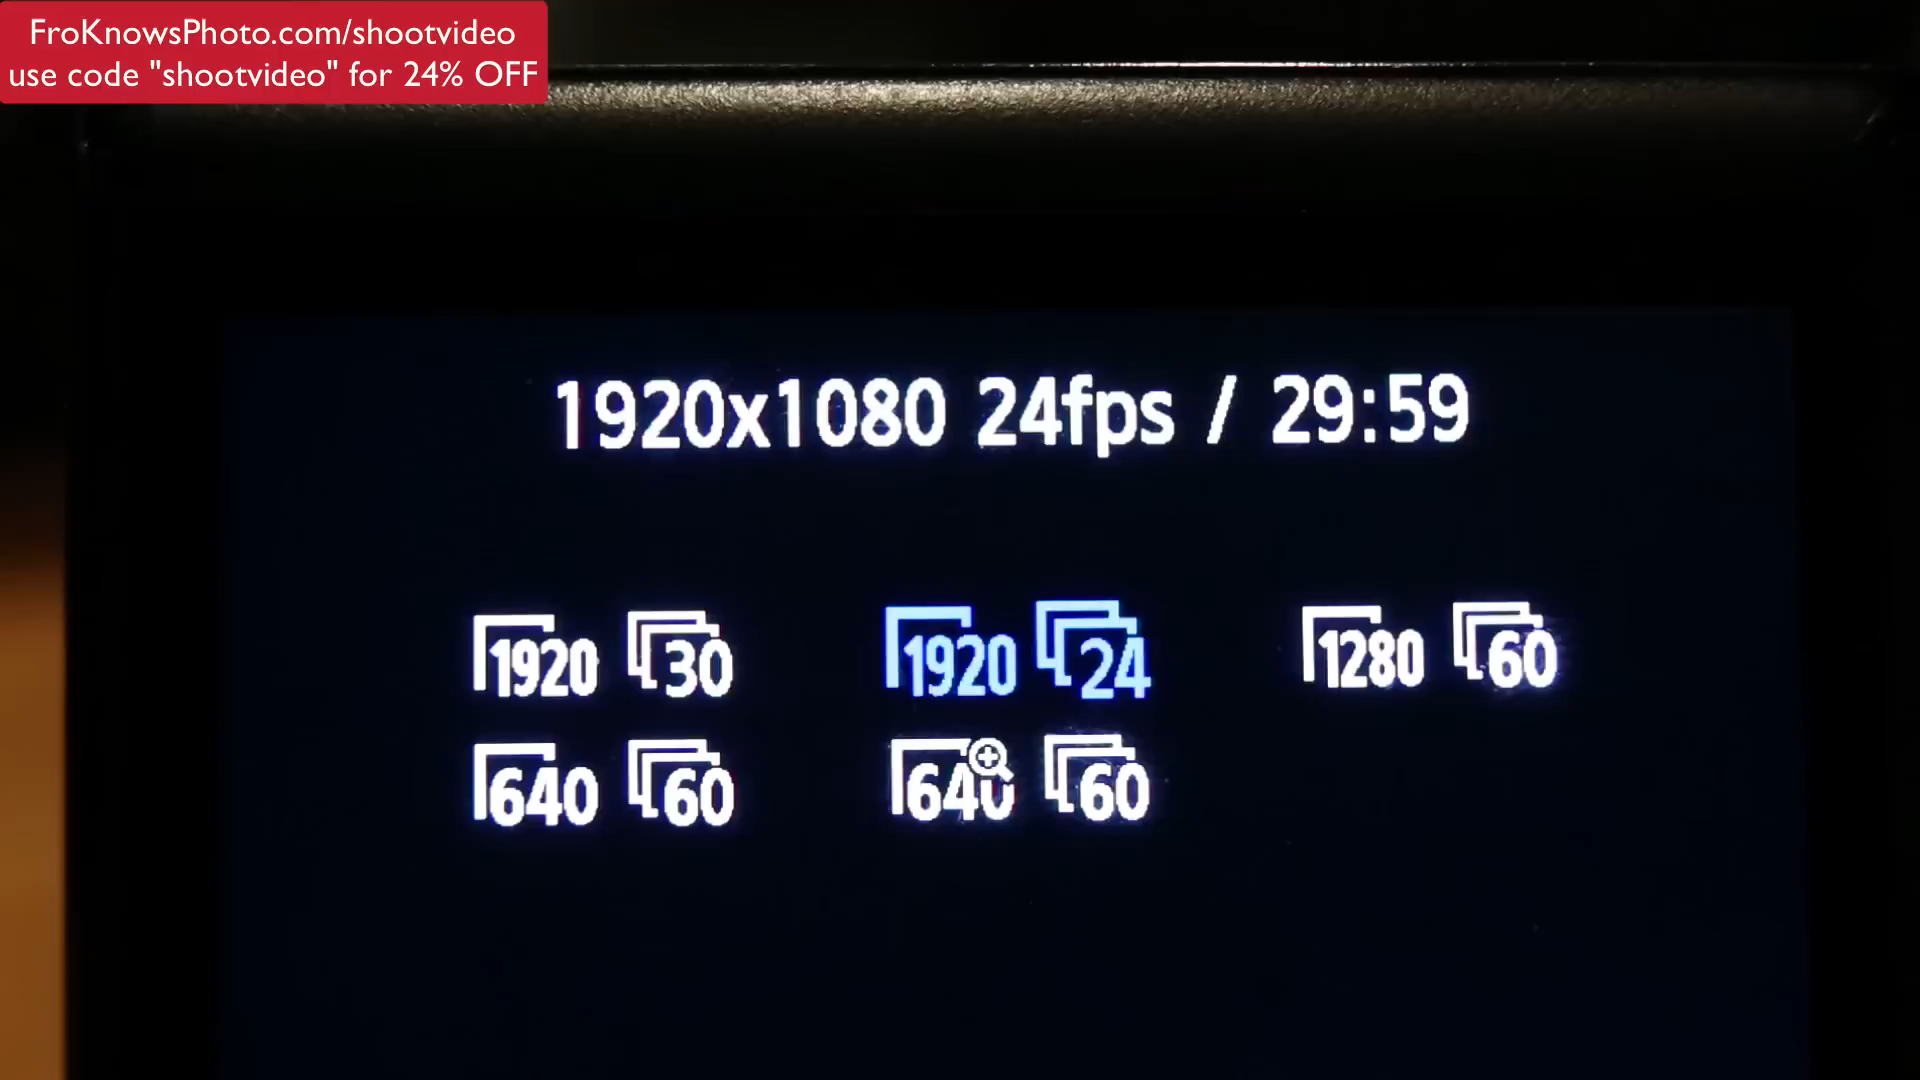 FroKnowsPhoto.com/shootvideo
use code "shootvideo" for 24% OFF
1920x1080 24fps / 29:59
1920 30 1920 24 1280 60
640 60 640 60